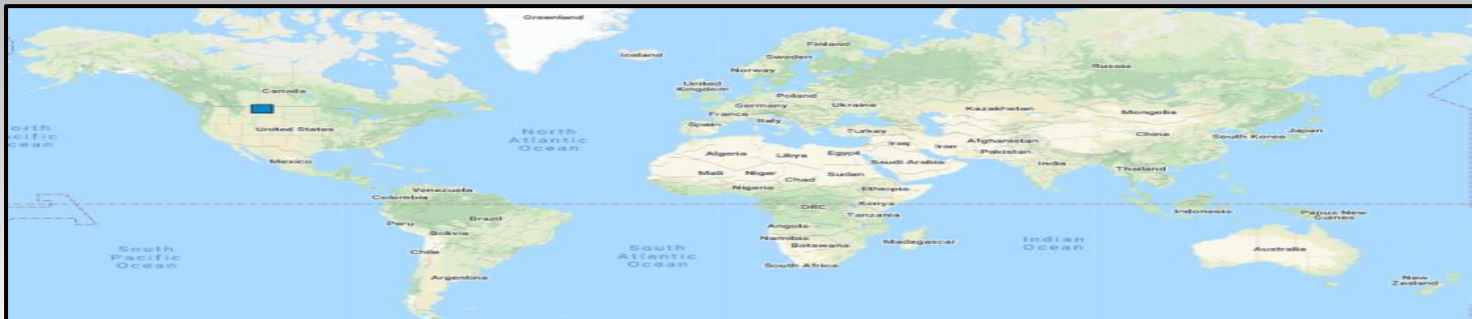 Greenland
Iceland
Finland
Sweden
Norway
Russia
United
Kingdom
Canada
Poland
Germany
Ukraine
Kazakhstan
France
Mongolia
Italy
Spain
United States
Turkey
China
South Korea
Japan
orth
acific
cean
North
Atlantic
Ocean
Iraq
Iran
Afghanistan
Pakistan
Algeria
Libya
Egypt
Saudi Arabia
India
Mexico
Mali
Niger
Chad
Sudan
Thailand
Nigeria
Ethiopia
Venezuela
Colombia
Kenya
DRC
Tanzania
Indonesia
Papua New
Guinea
Peru
Brazil
Bolivia
Angola
Namibia
Botswana
Madagascar
South
Pacific
Ocean
Chile
South
Atlantic
Ocean
Indian
Ocean
Australia
South Africa
Argentina
New
Zealand